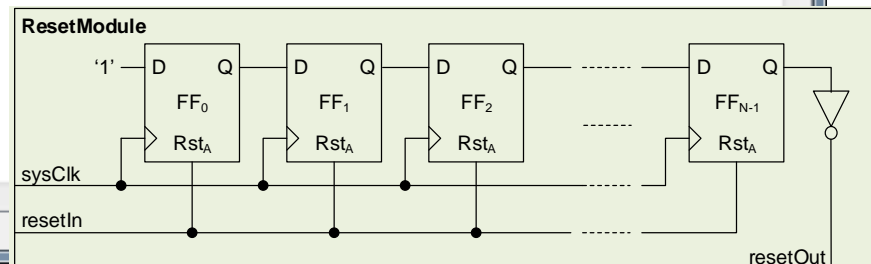 ResetModule
'1' D Q D Q D Q D Q
FF0 FF1 FF2 FFN-1
RstA RstA RstA RstA
sysClk
resetIn
resetOut